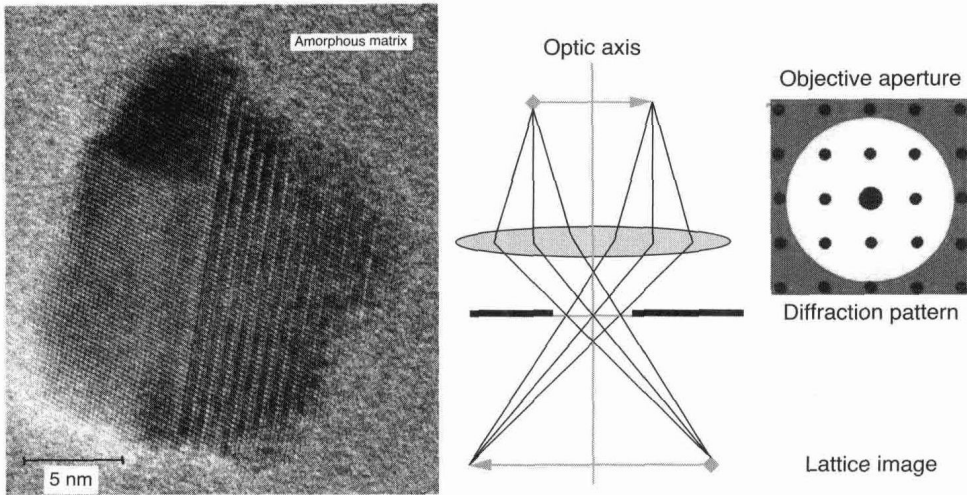 Amorphous matrix
5 nm
Optic axis
Objective aperture
Diffraction pattern
Lattice image